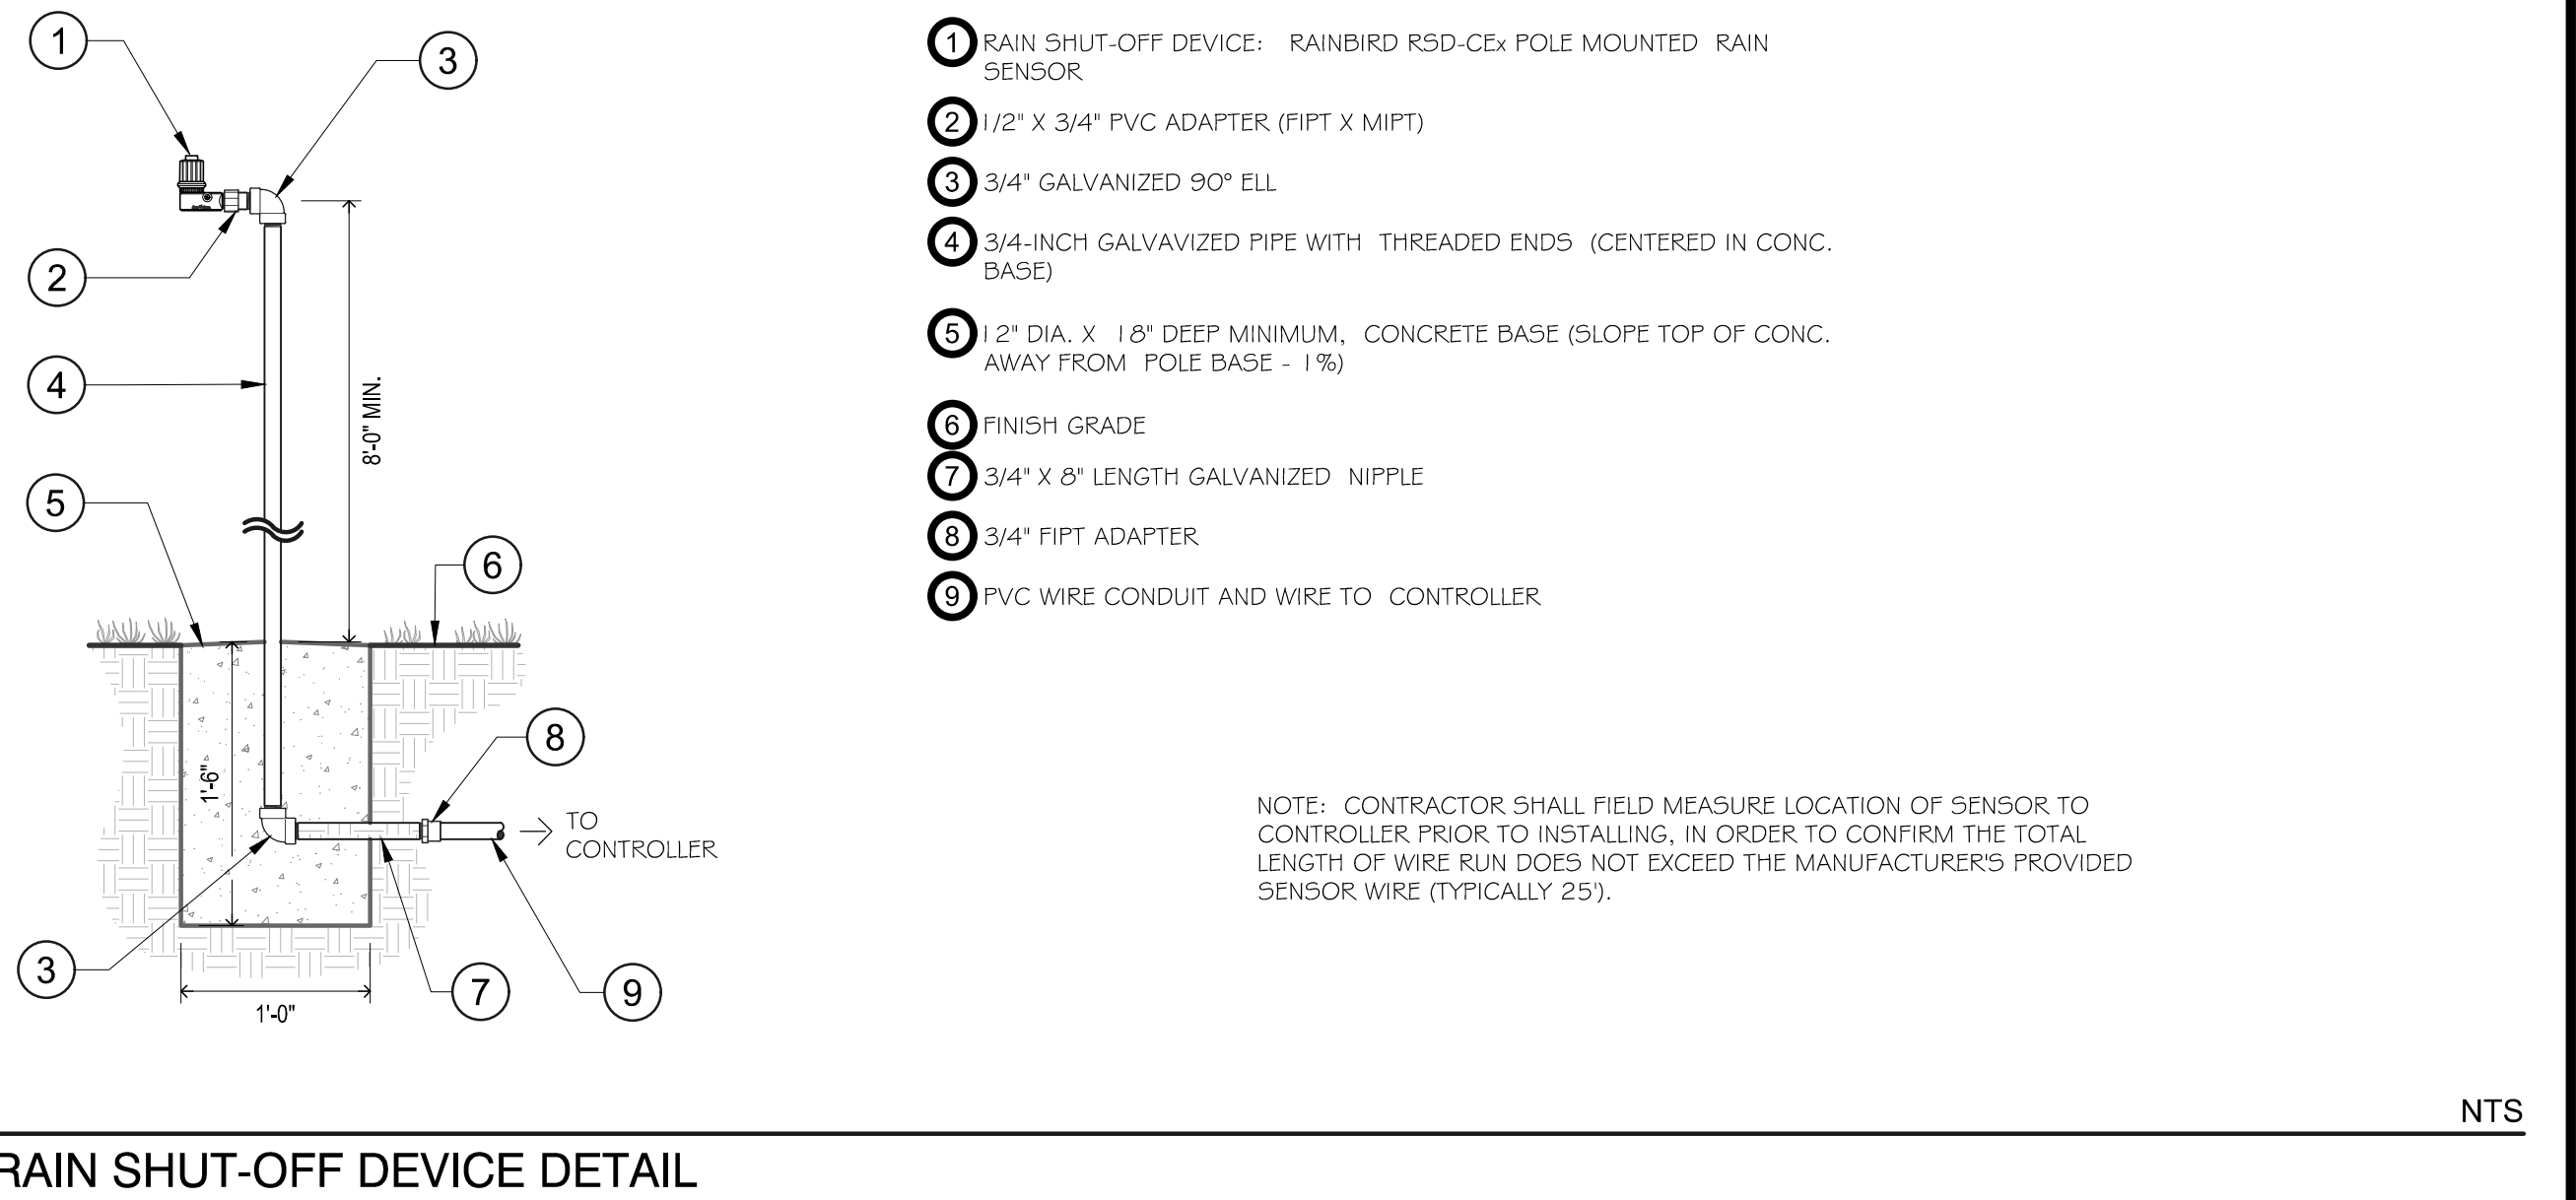 1
3
2
4
8'-0" MIN.
5
6
1'-6"
8
TO
CONTROLLER
3
7
9
1'-0"
1 RAIN SHUT-OFF DEVICE: RAINBIRD RSD-CEx POLE MOUNTED RAIN
SENSOR
2 1/2" X 3/4" PVC ADAPTER (FIPT X MIPT)
3 3/4" GALVANIZED 90° ELL
4 3/4-INCH GALVAVIZED PIPE WITH THREADED ENDS (CENTERED IN CONC.
BASE)
5 12" DIA. X 18" DEEP MINIMUM, CONCRETE BASE (SLOPE TOP OF CONC.
AWAY FROM POLE BASE - 1%)
6 FINISH GRADE
7 3/4" X 8" LENGTH GALVANIZED NIPPLE
8 3/4" FIPT ADAPTER
9 PVC WIRE CONDUIT AND WIRE TO CONTROLLER
NOTE: CONTRACTOR SHALL FIELD MEASURE LOCATION OF SENSOR TO
CONTROLLER PRIOR TO INSTALLING, IN ORDER TO CONFIRM THE TOTAL
LENGTH OF WIRE RUN DOES NOT EXCEED THE MANUFACTURER'S PROVIDED
SENSOR WIRE (TYPICALLY 25').
NTS
RAIN SHUT-OFF DEVICE DETAIL